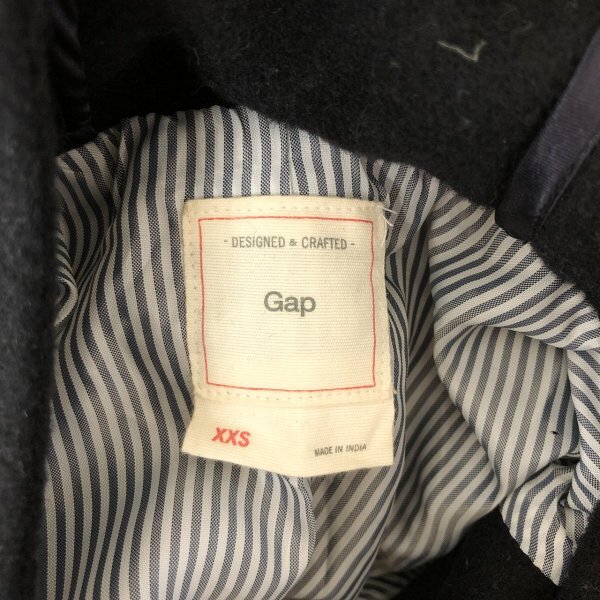 - DESIGNED & CRAFTED -
Gap
XXS MADE IN INDIA